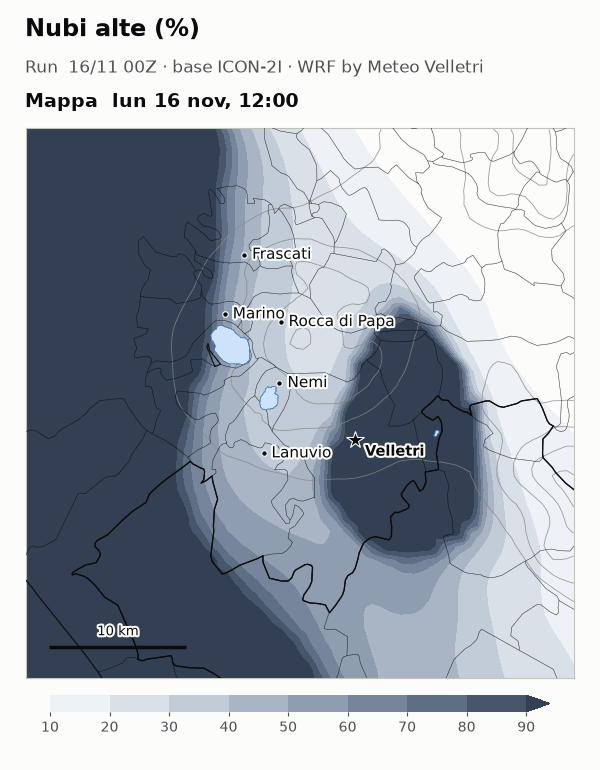 Nubi alte (%)
Run  16/11 00Z · base ICON-2I · WRF by Meteo Velletri
Mappa  lun 16 nov, 12:00
Frascati
Marino
Rocca di Papa
Nemi
Velletri
Lanuvio
10 km
10 20 30 40 50 60 70 80 90